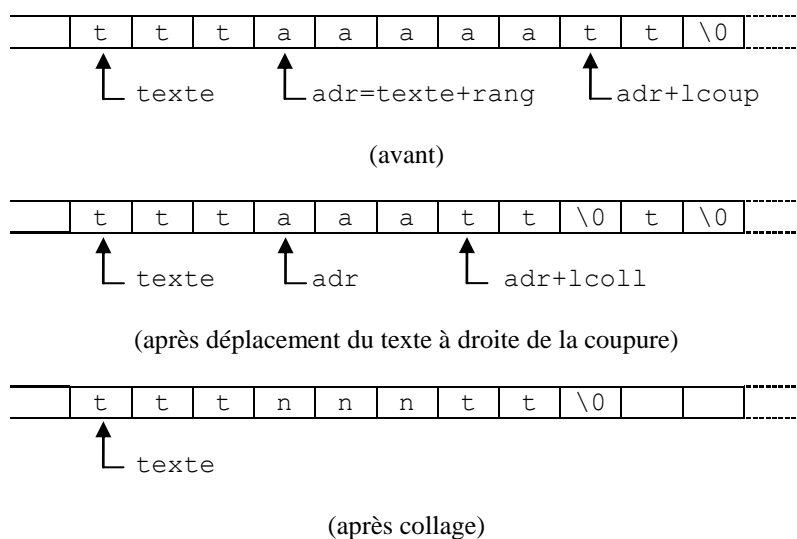 t t t a a a a a t t \0
texte adr=texte+rang adr+lcoup
(avant)
t t t a a a t t \0 t \0
texte adr adr+lcoll
(après déplacement du texte à droite de la coupure)
t t t n n n t t \0
texte
(après collage)